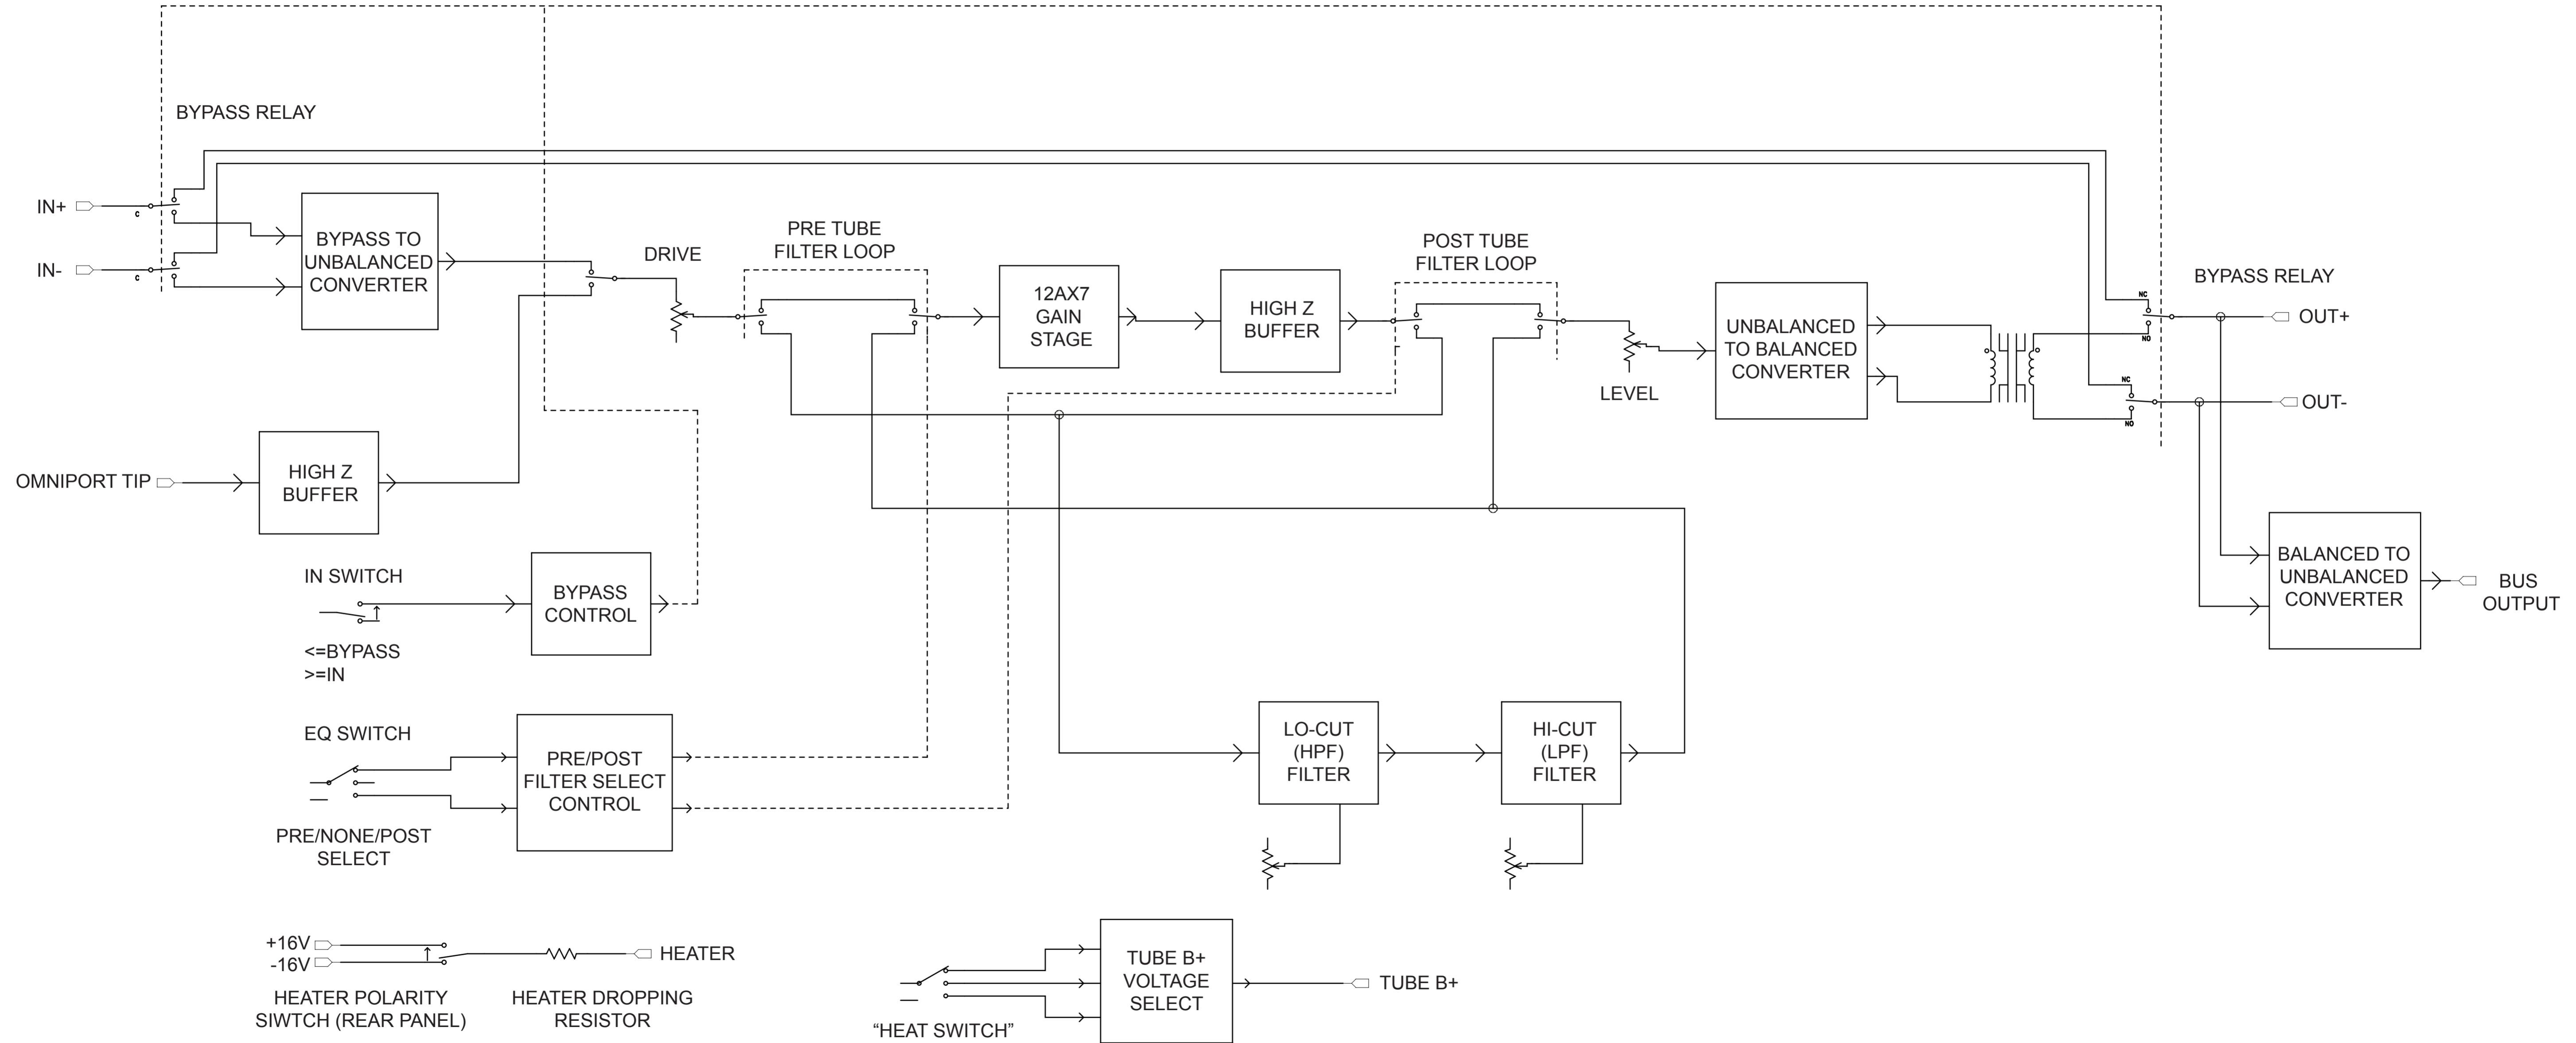 BYPASS RELAY
IN+
C
IN-
C
BYPASS TO
UNBALANCED
CONVERTER
DRIVE
PRE TUBE
FILTER LOOP
12AX7
GAIN
STAGE
HIGH Z
BUFFER
POST TUBE
FILTER LOOP
LEVEL
UNBALANCED
TO BALANCED
CONVERTER
BYPASS RELAY
NC
NO
OUT+
NC
NO
OUT-
OMNIPORT TIP
HIGH Z
BUFFER
BALANCED TO
UNBALANCED
CONVERTER
BUS
OUTPUT
IN SWITCH
<=BYPASS
>=IN
BYPASS
CONTROL
EQ SWITCH
PRE/NONE/POST
SELECT
PRE/POST
FILTER SELECT
CONTROL
LO-CUT
(HPF)
FILTER
HI-CUT
(LPF)
FILTER
+16V
-16V
HEATER
HEATER POLARITY
SIWTCH (REAR PANEL)
HEATER DROPPING
RESISTOR
“HEAT SWITCH”
TUBE B+
VOLTAGE
SELECT
TUBE B+